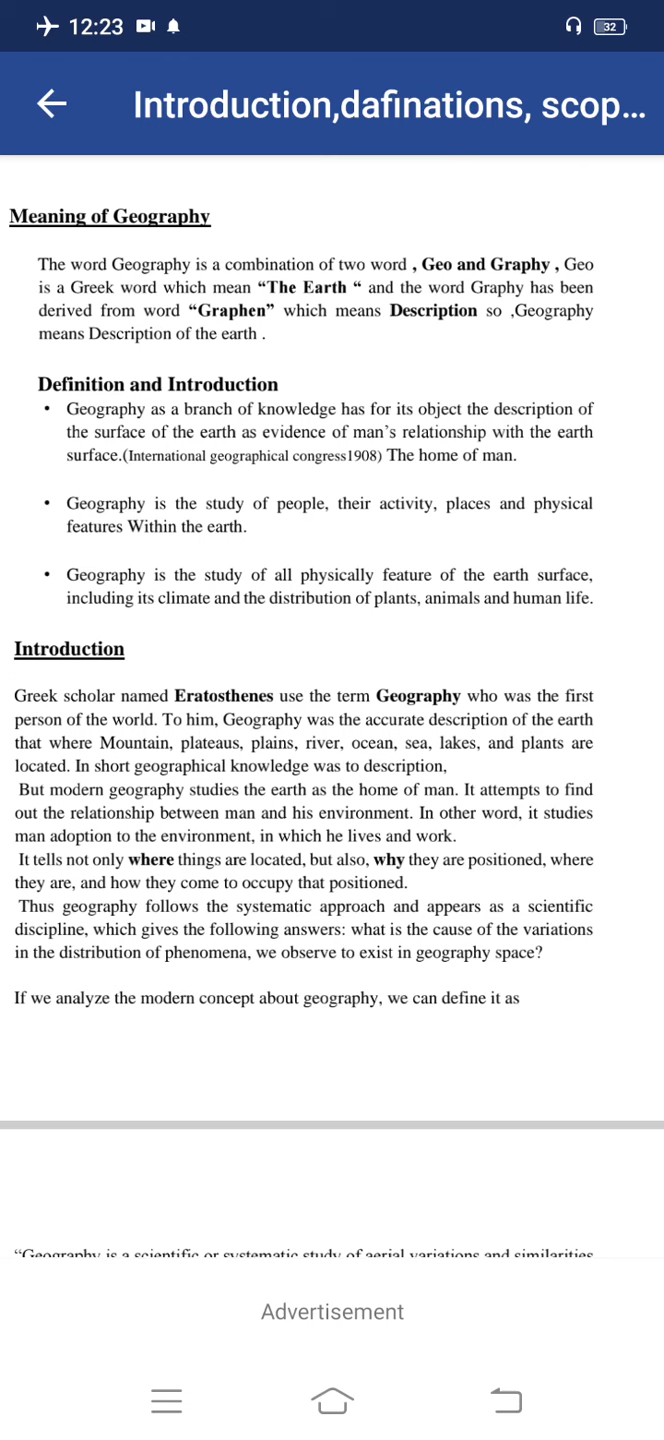 12:23
32
Introduction,dafinations, scop...
Meaning of Geography
The word Geography is a combination of two word , Geo and Graphy , Geo
is a Greek word which mean “The Earth “ and the word Graphy has been
derived from word “Graphen” which means Description so ,Geography
means Description of the earth .
Definition and Introduction
• Geography as a branch of knowledge has for its object the description of
the surface of the earth as evidence of man’s relationship with the earth
surface.(International geographical congress1908) The home of man.
• Geography is the study of people, their activity, places and physical
features Within the earth.
• Geography is the study of all physically feature of the earth surface,
including its climate and the distribution of plants, animals and human life.
Introduction
Greek scholar named Eratosthenes use the term Geography who was the first
person of the world. To him, Geography was the accurate description of the earth
that where Mountain, plateaus, plains, river, ocean, sea, lakes, and plants are
located. In short geographical knowledge was to description,
But modern geography studies the earth as the home of man. It attempts to find
out the relationship between man and his environment. In other word, it studies
man adoption to the environment, in which he lives and work.
It tells not only where things are located, but also, why they are positioned, where
they are, and how they come to occupy that positioned.
Thus geography follows the systematic approach and appears as a scientific
discipline, which gives the following answers: what is the cause of the variations
in the distribution of phenomena, we observe to exist in geography space?
If we analyze the modern concept about geography, we can define it as
“Geography is a scientific or systematic study of aerial variations and similarities
Advertisement